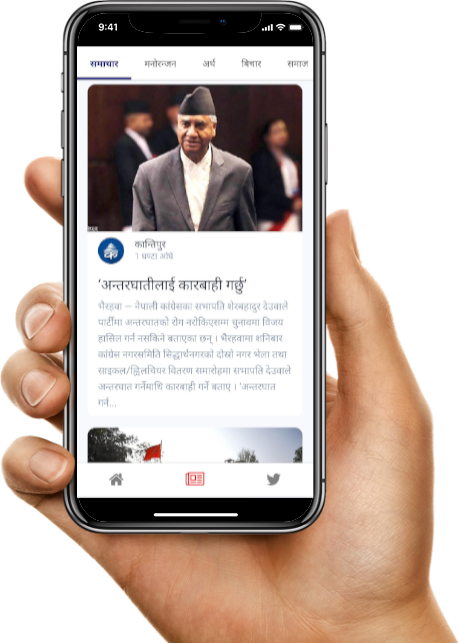 9:41
समाचार मनोरन्जन अर्थ बिचार समाज
कान्तिपुर
1 घण्टा अघि
‘अन्तरघातीलाई कारबाही गर्छु’
भैरहवा — नेपाली कांग्रेसका सभापति शेरबहादुर देउवाले
पार्टीमा अन्तरघातको रोग नरोकिएसम्म चुनावमा विजय
हासिल गर्न नसकिने बताएका छन् । भैरहवामा शनिबार
कांग्रेस नगरसमिति सिद्धार्थनगरको दोस्रो नगर भेला तथा
साइकल/ह्विलचियर वितरण समारोहमा सभापति देउवाले
अन्तरघात गर्नेमाथि कारबाही गर्ने बताए । 'अन्तरघात
गर्न...